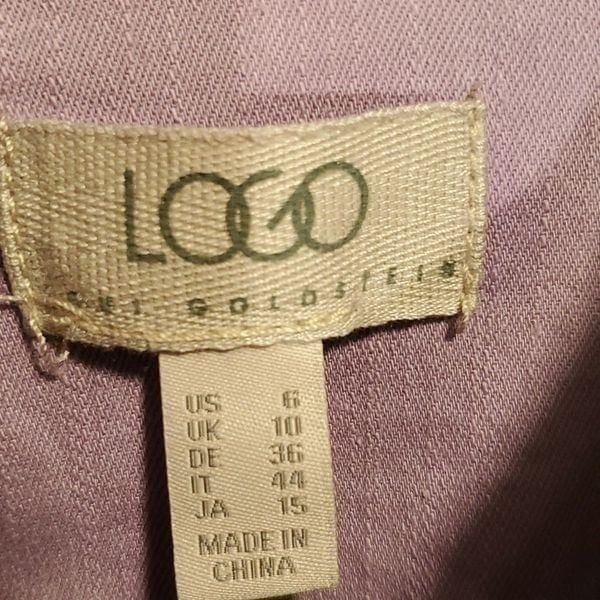 LOGO
GOLDSTEIN
US 6
UK 10
DE 36
IT 44
JA 15
MADE IN
CHINA